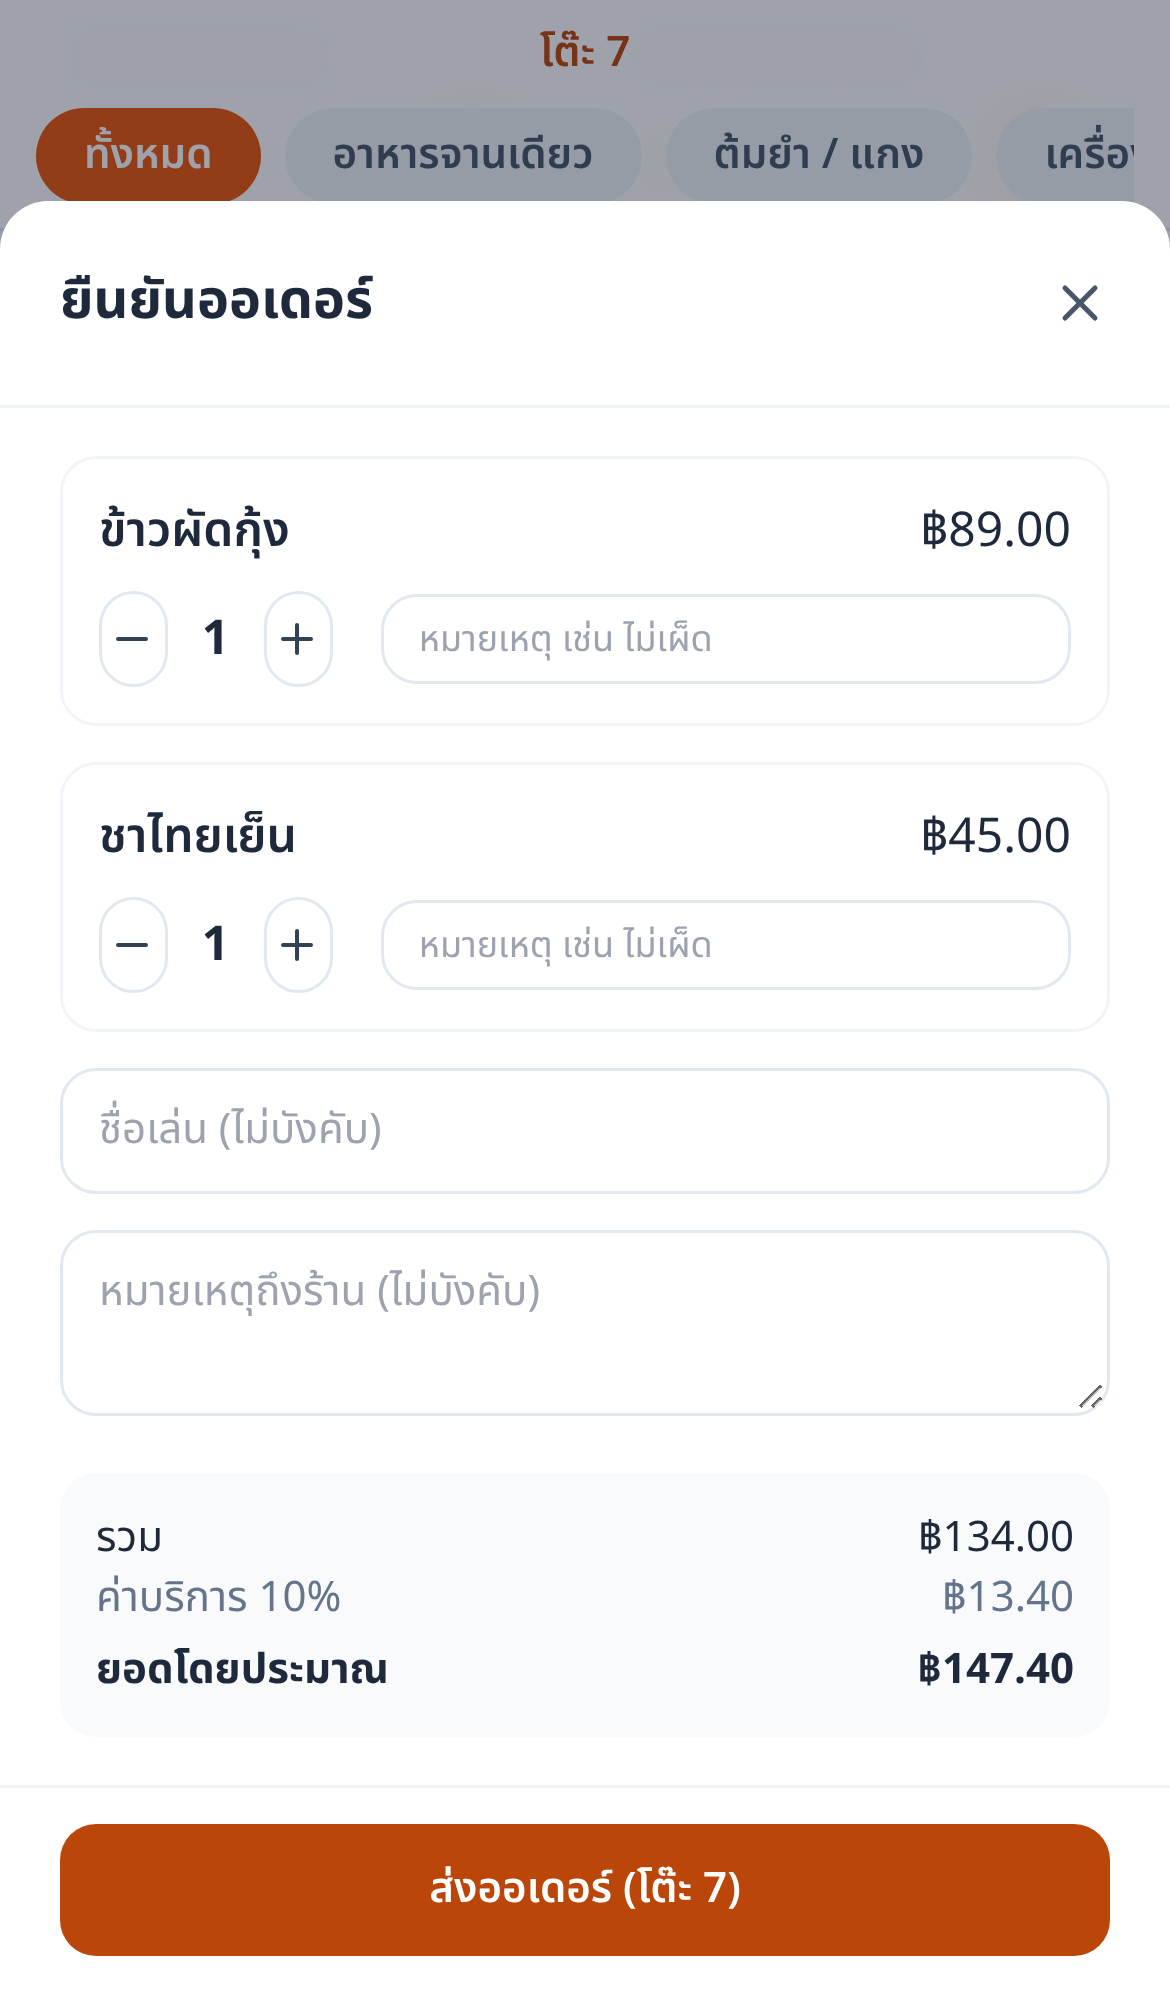 โต๊ะ 7
ทั้งหมด อาหารจานเดียว ต้มยำ / แกง เครื่อง
ยืนยันออเดอร์
ข้าวผัดกุ้ง ฿89.00
1 หมายเหตุ เช่น ไม่เผ็ด
ชาไทยเย็น ฿45.00
1 หมายเหตุ เช่น ไม่เผ็ด
ชื่อเล่น (ไม่บังคับ)
หมายเหตุถึงร้าน (ไม่บังคับ)
รวม ฿134.00
ค่าบริการ 10% ฿13.40
ยอดโดยประมาณ ฿147.40
ส่งออเดอร์ (โต๊ะ 7)